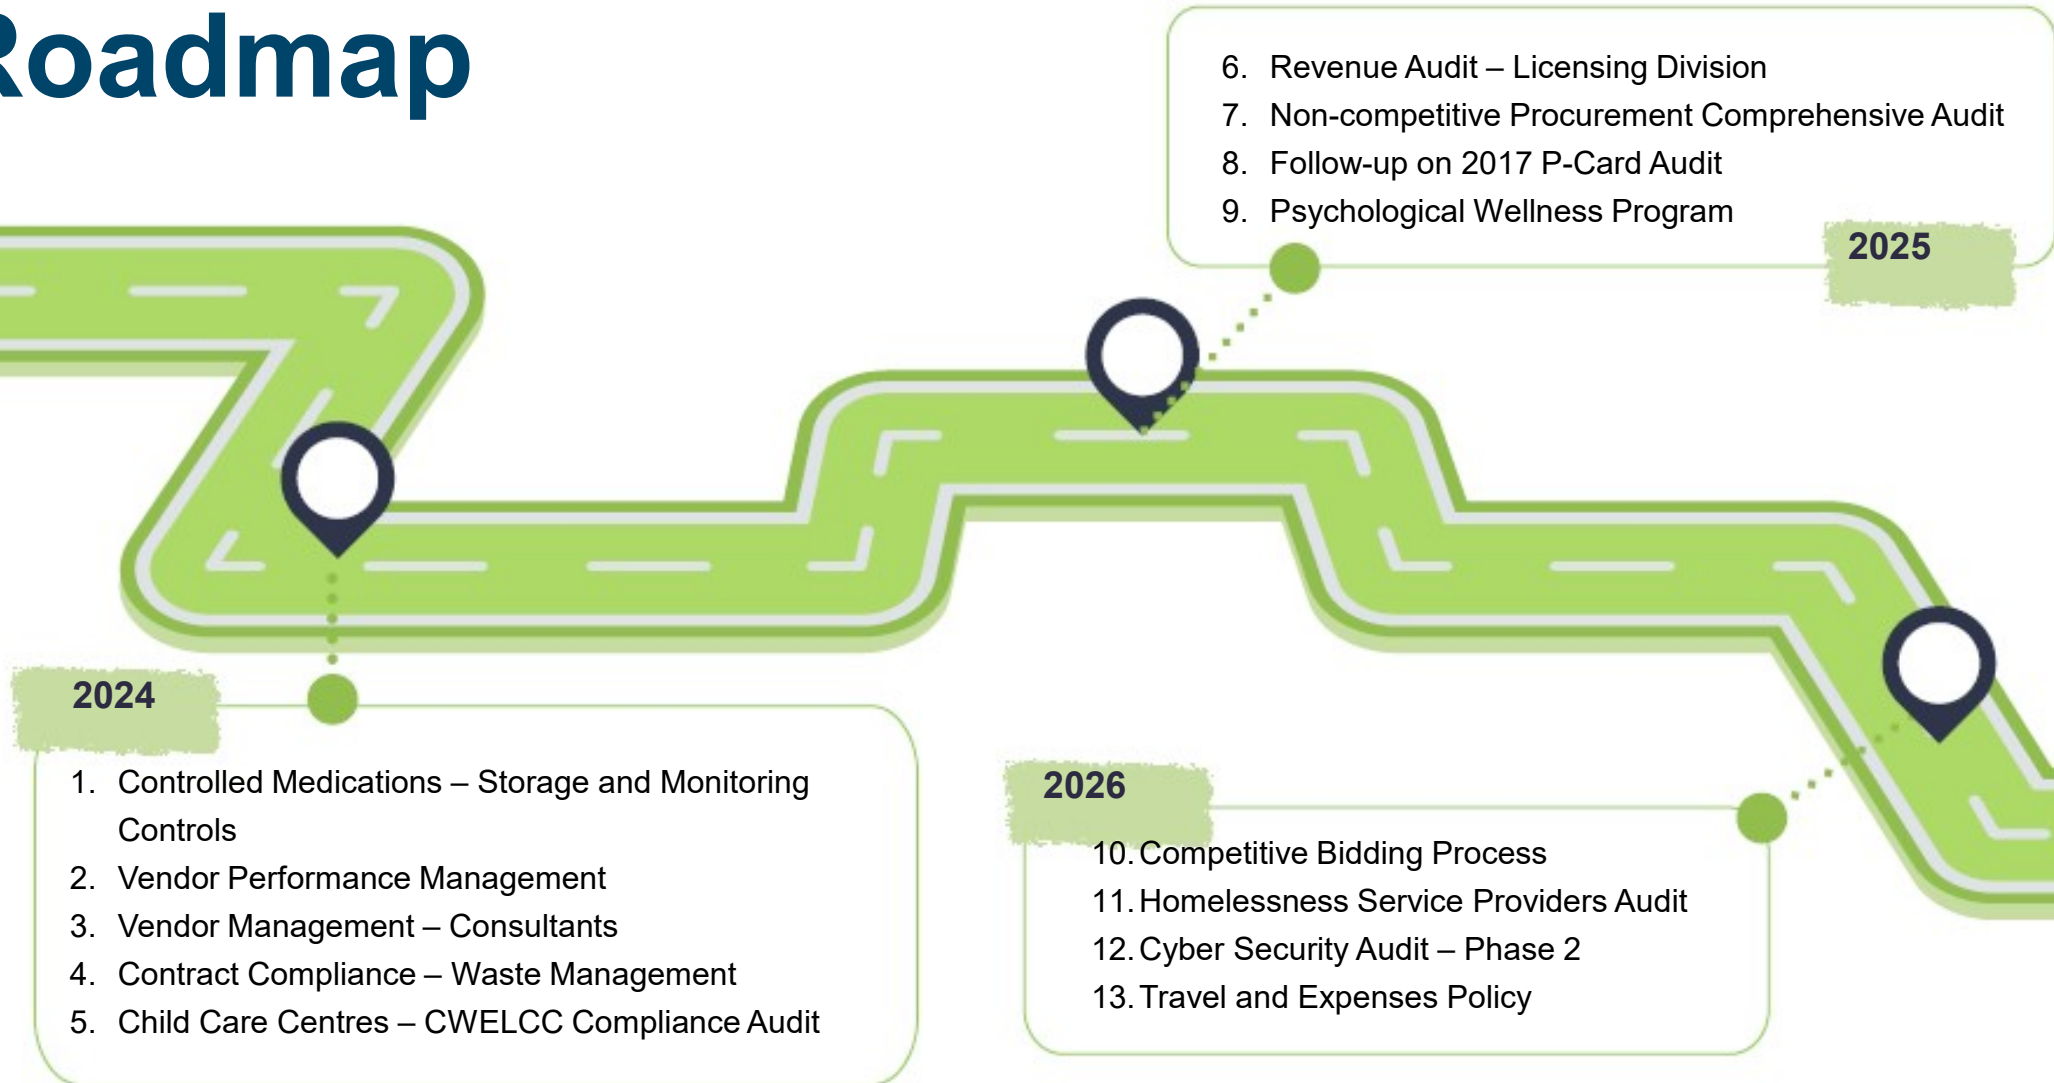 Roadmap
6. Revenue Audit – Licensing Division
7. Non-competitive Procurement Comprehensive Audit
8. Follow-up on 2017 P-Card Audit
9. Psychological Wellness Program
2025
2024
1. Controlled Medications – Storage and Monitoring
Controls
2. Vendor Performance Management
3. Vendor Management – Consultants
4. Contract Compliance – Waste Management
5. Child Care Centres – CWELCC Compliance Audit
2026
10. Competitive Bidding Process
11. Homelessness Service Providers Audit
12. Cyber Security Audit – Phase 2
13. Travel and Expenses Policy